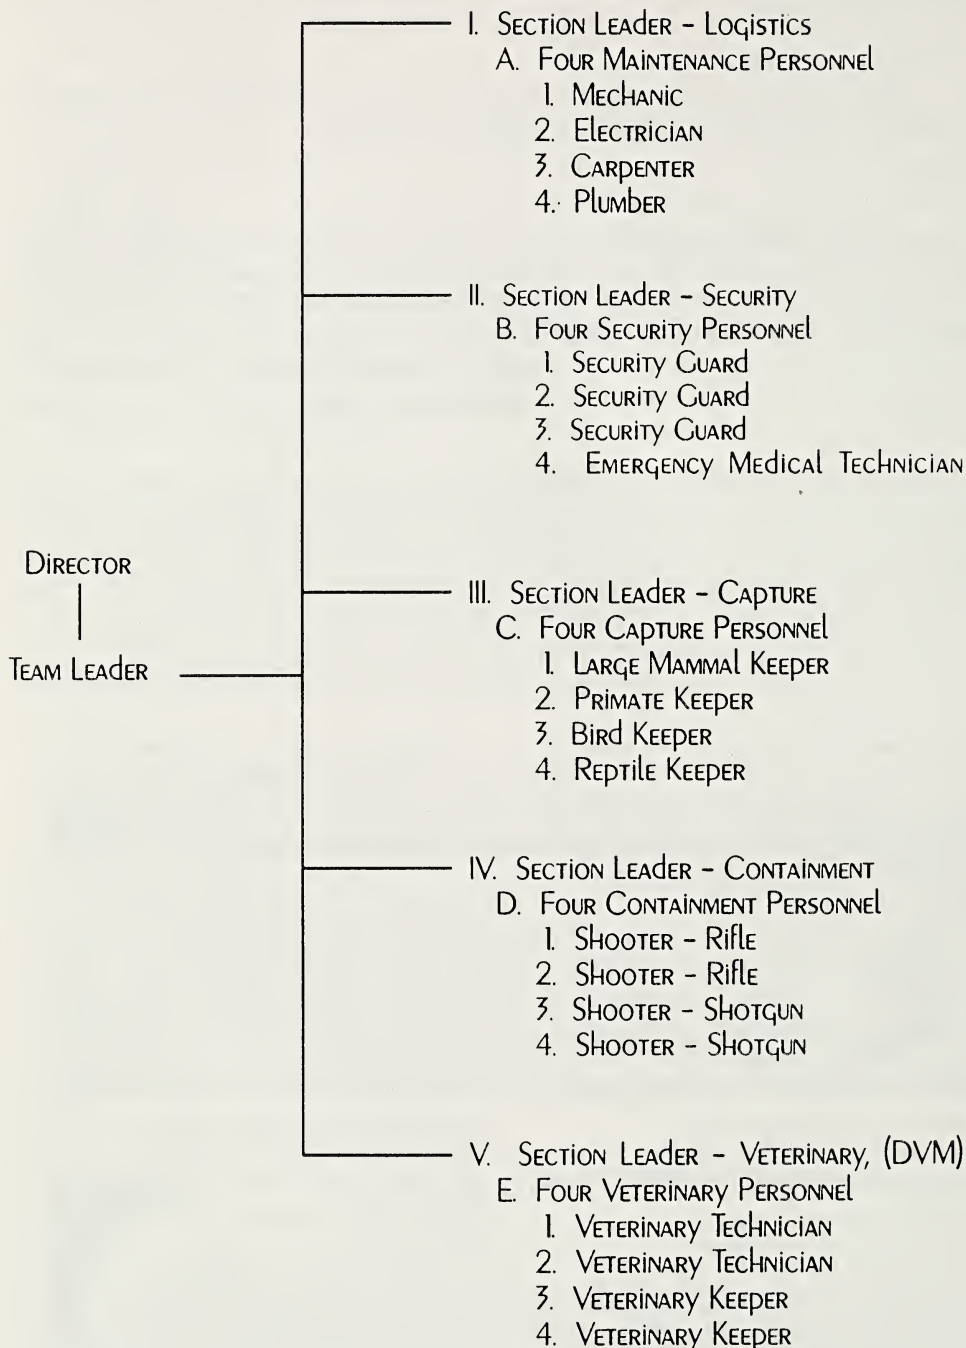 I. Section Leader - Logistics
A. Four Maintenance Personnel
1. Mechanic
2. Electrician
3. Carpenter
4. Plumber
II. Section Leader - Security
B. Four Security Personnel
1. Security Guard
2. Security Guard
3. Security Guard
4. Emergency Medical Technician
Director
Team Leader
III. Section Leader - Capture
C. Four Capture Personnel
1. Large Mammal Keeper
2. Primate Keeper
3. Bird Keeper
4. Reptile Keeper
IV. Section Leader - Containment
D. Four Containment Personnel
1. Shooter - Rifle
2. Shooter - Rifle
3. Shooter - Shotgun
4. Shooter - Shotgun
V. Section Leader - Veterinary, (DVM)
E. Four Veterinary Personnel
1. Veterinary Technician
2. Veterinary Technician
3. Veterinary Keeper
4. Veterinary Keeper